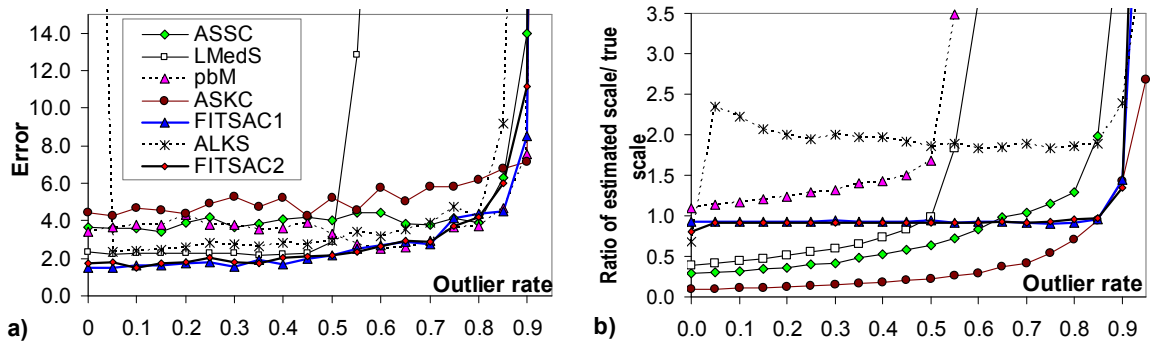 Error
14.0
12.0
10.0
8.0
6.0
4.0
2.0
0.0
ASSC
LMedS
pbM
ASKC
FITSAC1
ALKS
FITSAC2
Outlier rate
0 0.1 0.2 0.3 0.4 0.5 0.6 0.7 0.8 0.9
a)
Ratio of estimated scale/ true
scale
3.5
3.0
2.5
2.0
1.5
1.0
0.5
0.0
Outlier rate
0.0 0.1 0.2 0.3 0.4 0.5 0.6 0.7 0.8 0.9
b)